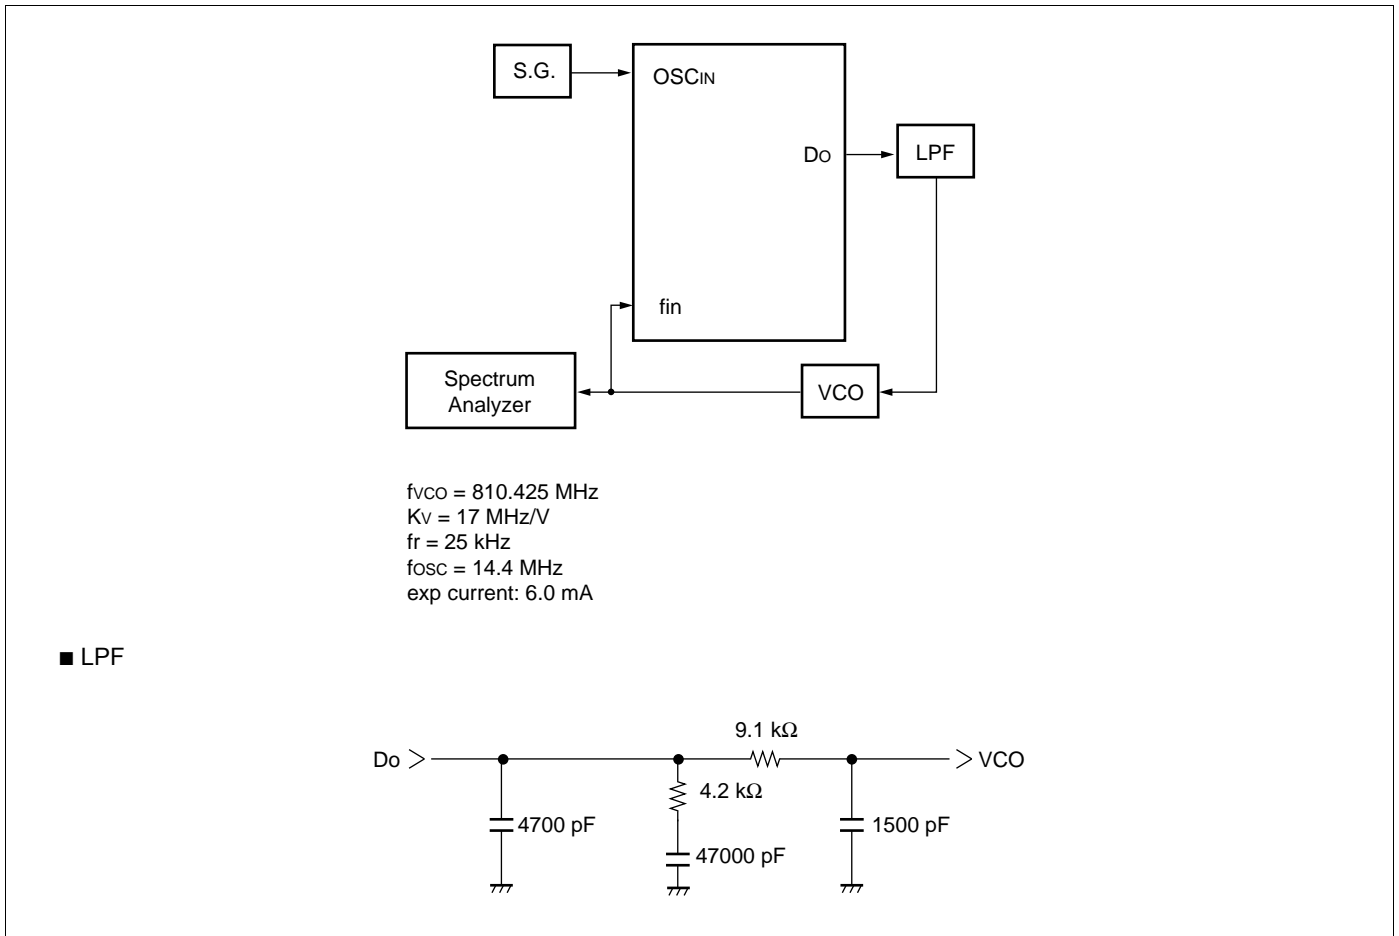 S.G.
OSCIN
Do
LPF
fin
Spectrum
Analyzer
VCO
fVCO = 810.425 MHz
KV = 17 MHz/V
fr = 25 kHz
fOSC = 14.4 MHz
exp current: 6.0 mA
■ LPF
9.1 kΩ
Do
VCO
4.2 kΩ
4700 pF
1500 pF
47000 pF